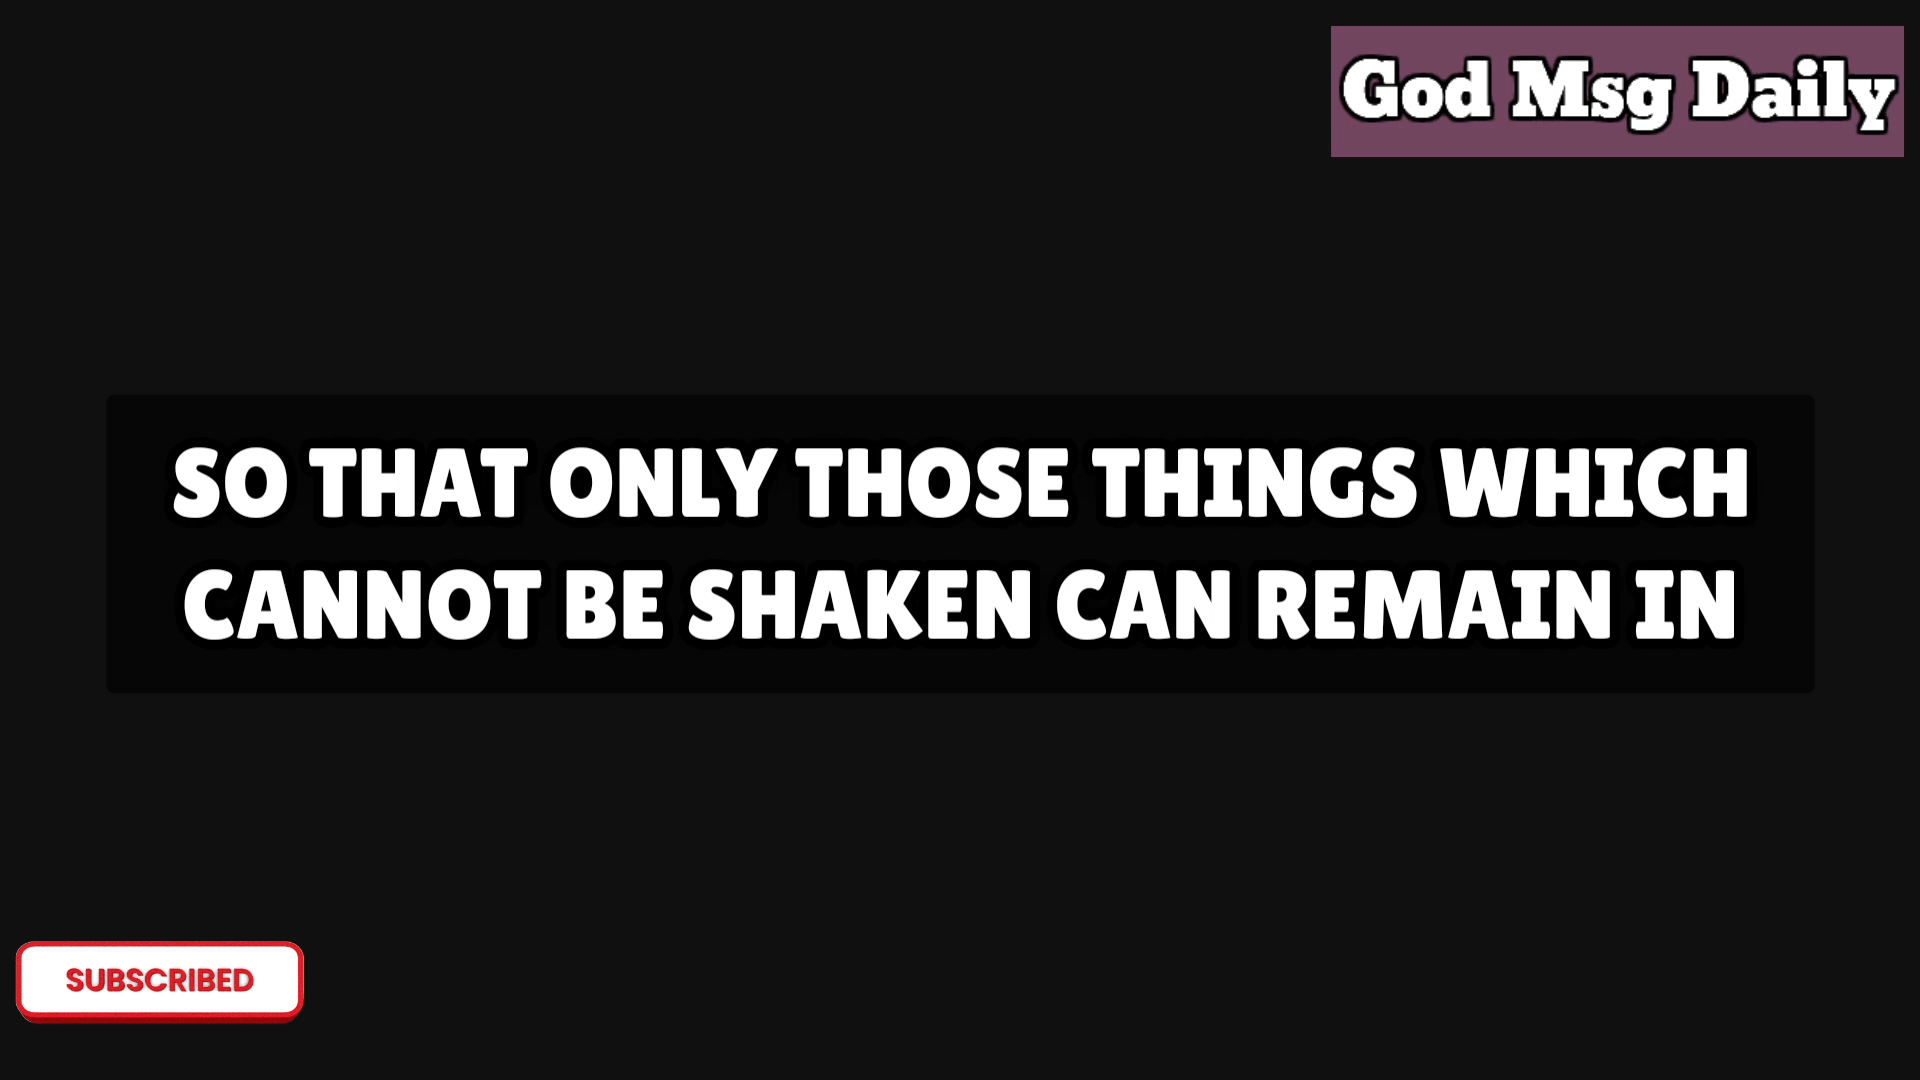 God Msg Daily
SO THAT ONLY THOSE THINGS WHICH
CANNOT BE SHAKEN CAN REMAIN IN
SUBSCRIBED